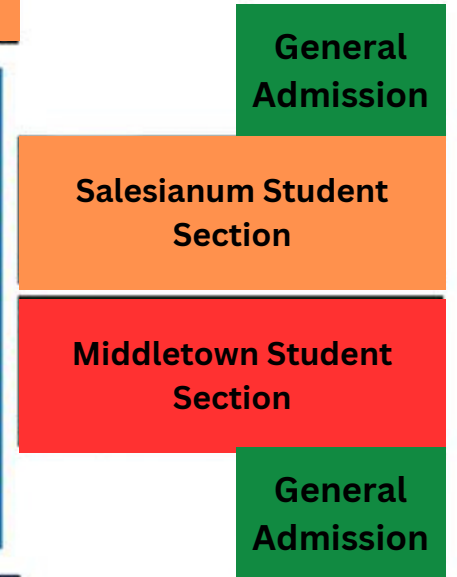 General
Admission
Salesianum Student
Section
Middletown Student
Section
General
Admission